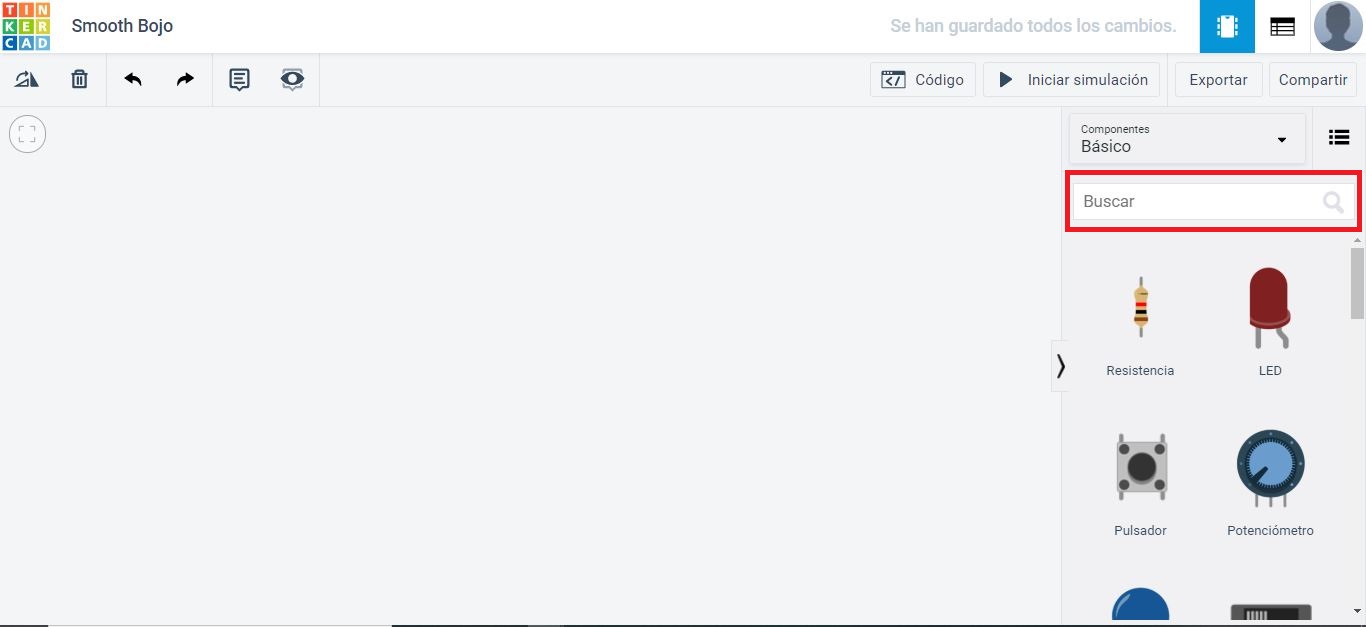 TIN
KER
CAD
Smooth Bojo
Se han guardado todos los cambios.
Código
Iniciar simulación
Exportar
Compartir
Componentes
Básico
Buscar
Resistencia
LED
Pulsador
Potenciómetro